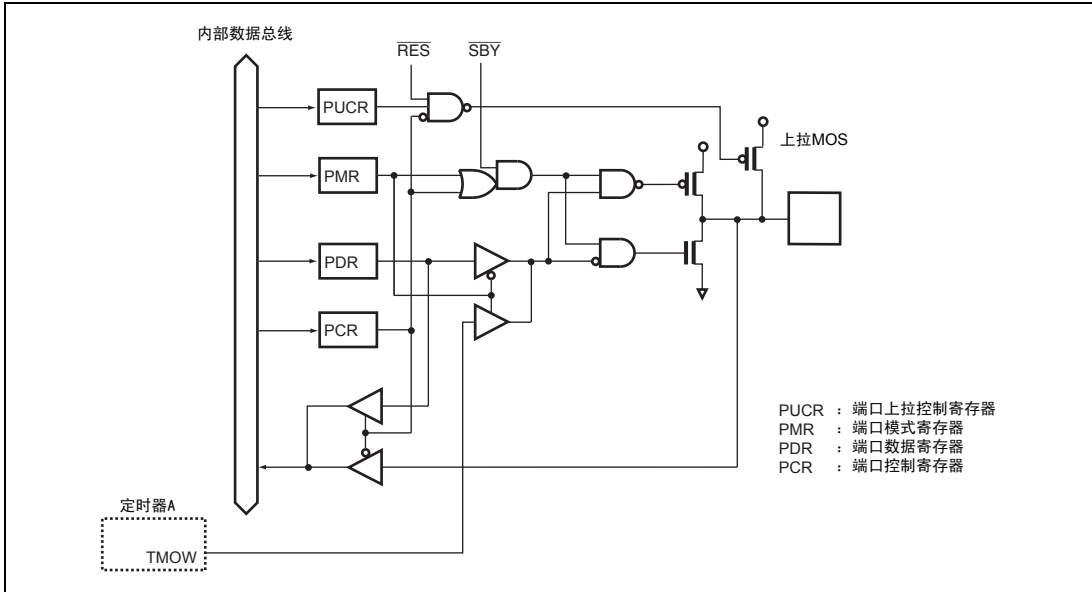 内部数据总线
RES
SBY
PUCR
上拉MOS
PMR
PDR
PCR
PUCR ：端口上拉控制寄存器
PMR ：端口模式寄存器
PDR ：端口数据寄存器
PCR ：端口控制寄存器
定时器A
TMOW